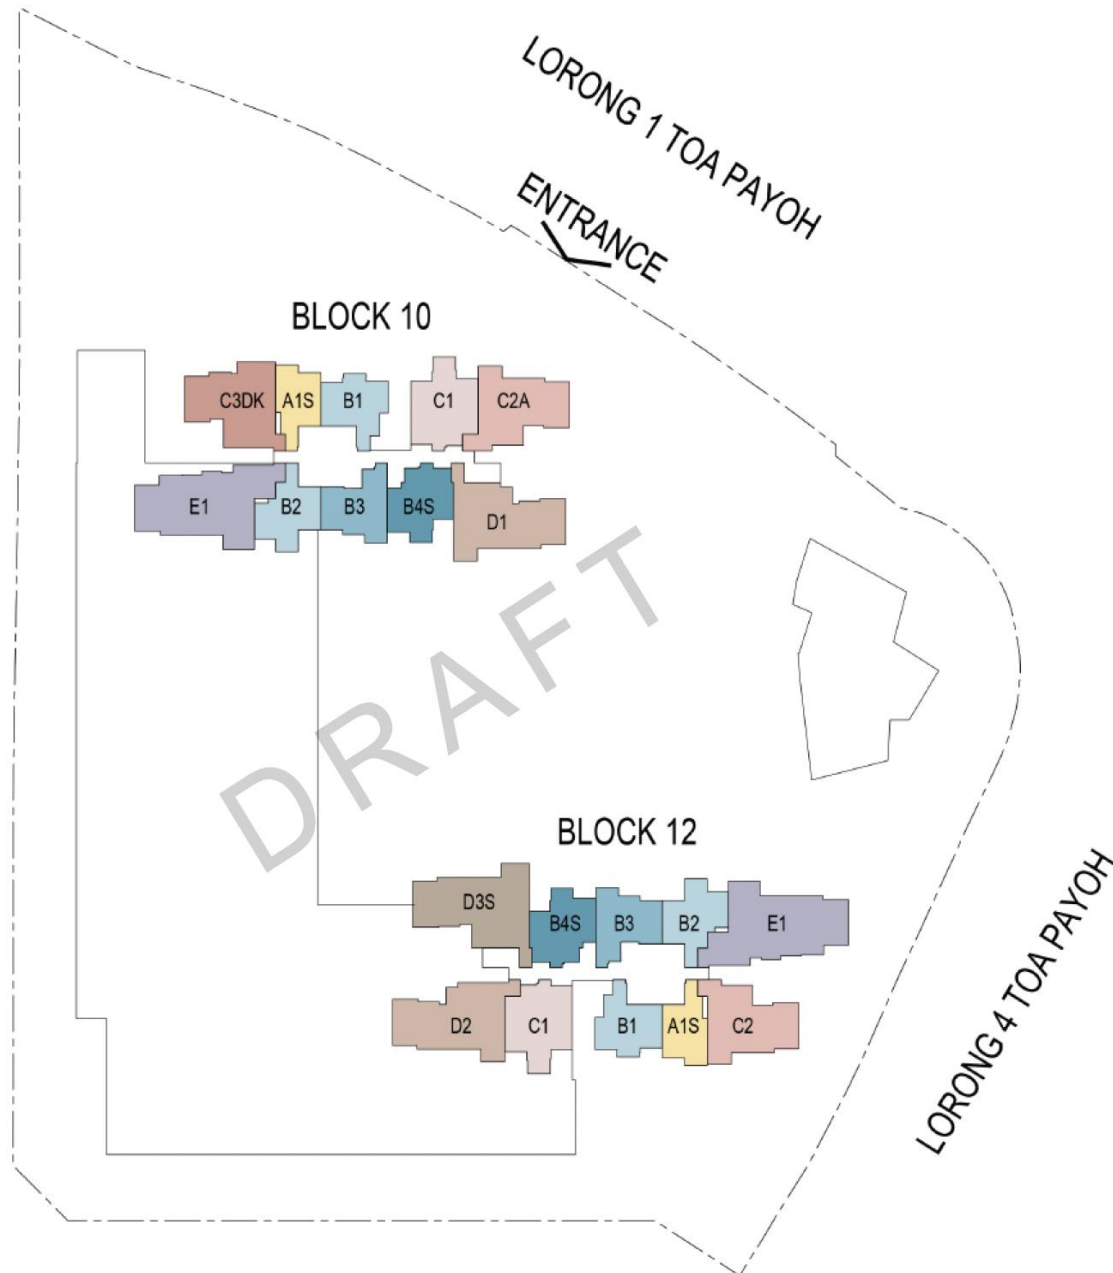 LORONG 1 TOA PAYOH
ENTRANCE
BLOCK 10
C3DK A1S B1 C1 C2A
E1 B2 B3 B4S D1
DRAFT
BLOCK 12
D3S B4S B3 B2 E1
D2 C1 B1 A1S C2
LORONG 4 TOA PAYOH